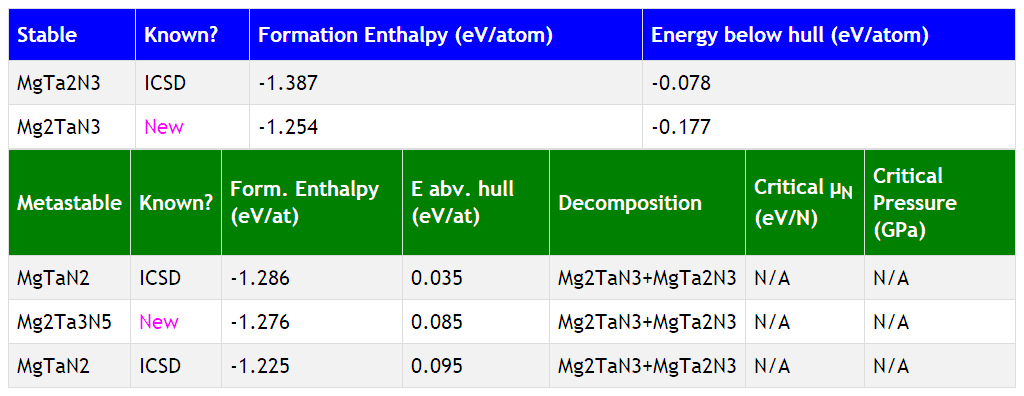 Stable Known? Formation Enthalpy (eV/atom) Energy below hull (eV/atom)
MgTa2N3 ICSD -1.387 -0.078
Mg2TaN3 New -1.254 -0.177
Metastable Known? Form. Enthalpy (eV/at) E abv. hull (eV/at) Decomposition Critical μN (eV/N) Critical Pressure (GPa)
MgTaN2 ICSD -1.286 0.035 Mg2TaN3+MgTa2N3 N/A N/A
Mg2Ta3N5 New -1.276 0.085 Mg2TaN3+MgTa2N3 N/A N/A
MgTaN2 ICSD -1.225 0.095 Mg2TaN3+MgTa2N3 N/A N/A